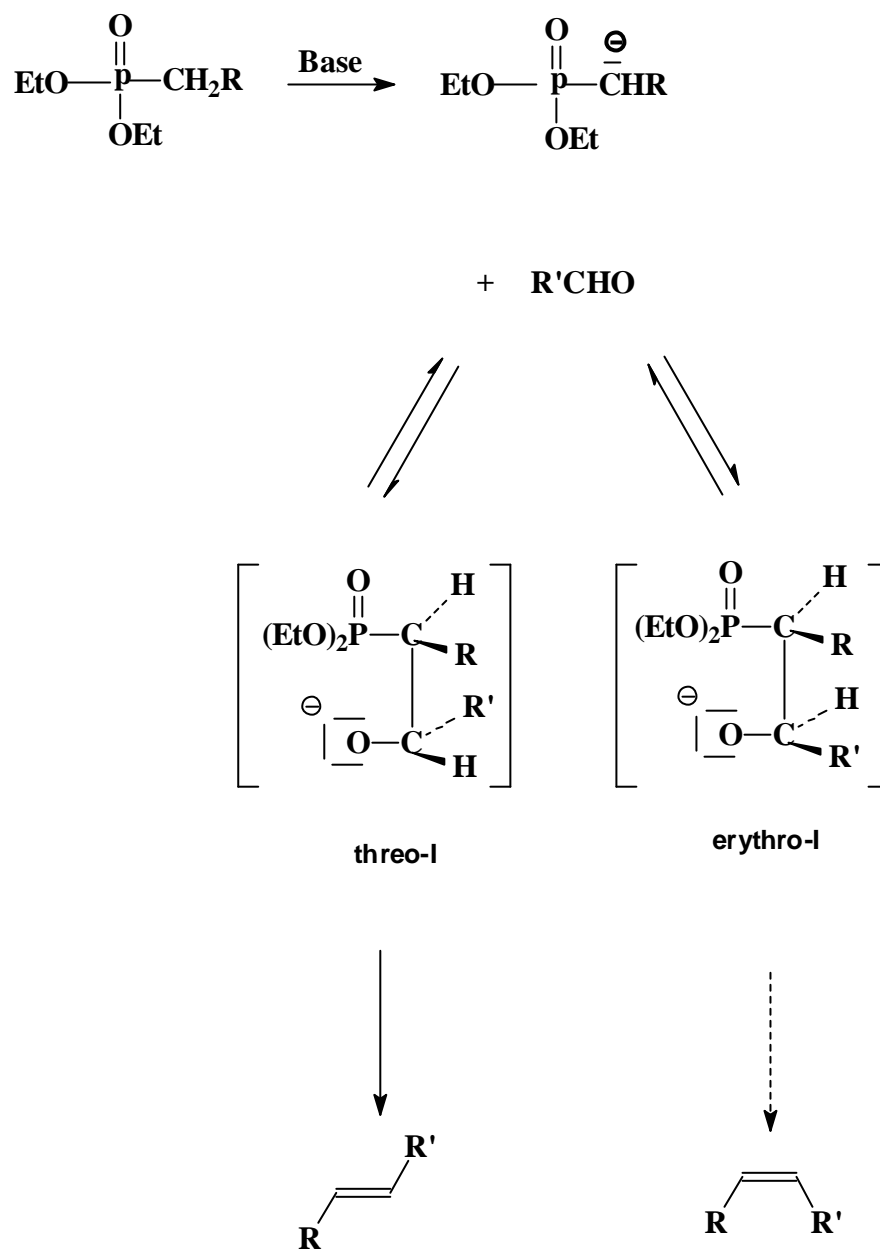 O O ⊖
EtO P CH2R Base EtO P CHR
OEt OEt
+ R'CHO
O H O H
(EtO)2P C R (EtO)2P C R
⊖ R' ⊖ H
O C H O C R'
threo-I erythro-I
R'
R R R'